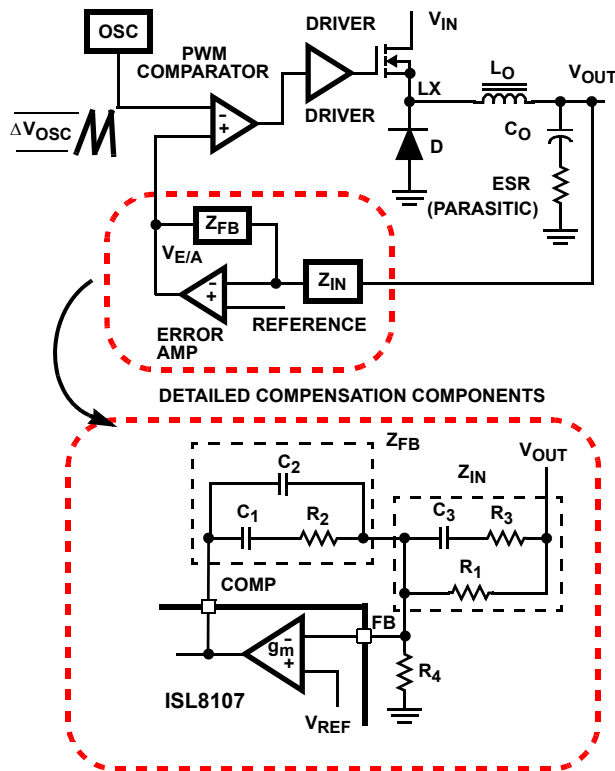 OSC
PWM
COMPARATOR
DRIVER
V_IN
ΔV_OSC
-
+
DRIVER
LX
L_O
V_OUT
D
C_O
ESR
(PARASITIC)
Z_FB
V_E/A
-
+
Z_IN
ERROR
AMP
REFERENCE
DETAILED COMPENSATION COMPONENTS
Z_FB
C_2
C_1
R_2
V_OUT
Z_IN
C_3
R_3
R_1
COMP
FB
g_m
-
+
R_4
ISL8107
V_REF